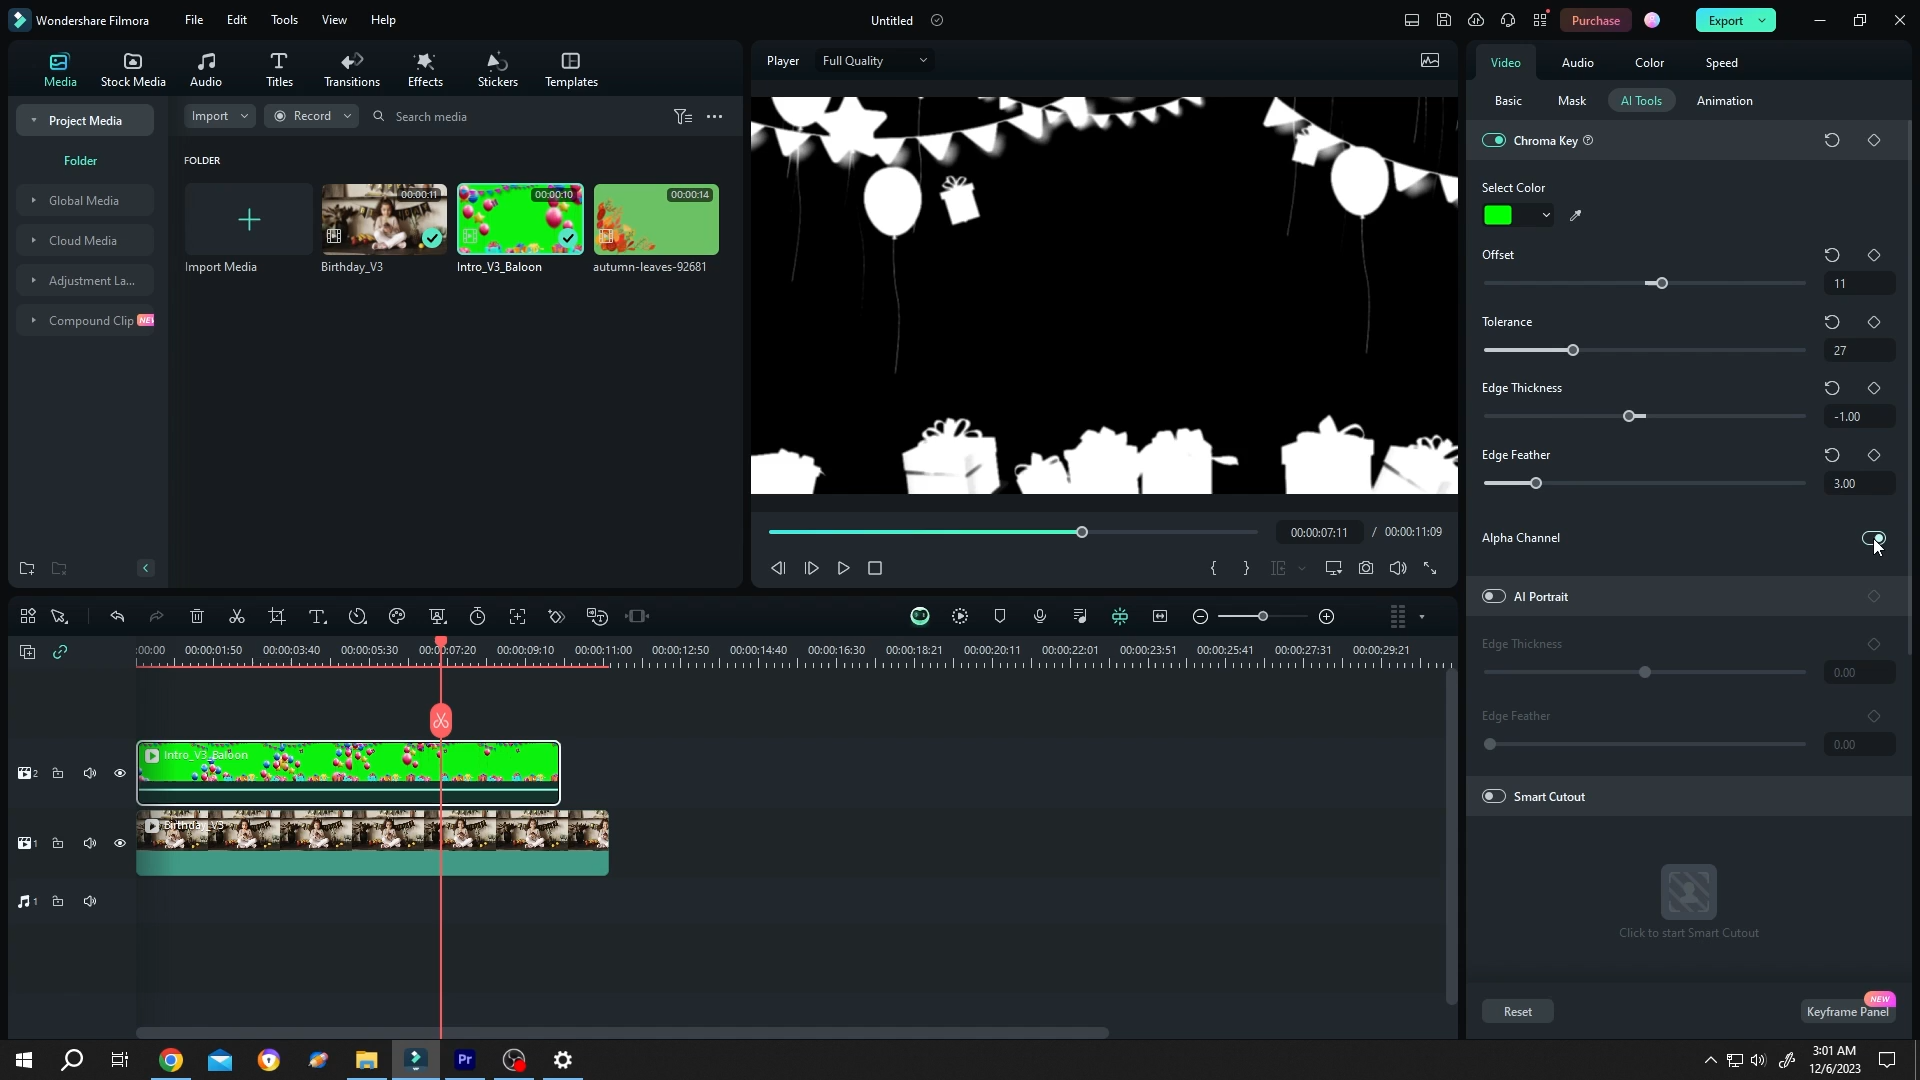 Wondershare Filmora
File Edit Tools View Help
Untitled
Purchase
Export
Media
Stock Media
Audio
Titles
Transitions
Effects
Stickers
Templates
Player
Full Quality
Video
Audio
Color
Speed
Basic
Mask
AI Tools
Animation
Project Media
Folder
Global Media
Cloud Media
Adjustment La...
Compound Clip
NEW
Import
Record
Search media
FOLDER
Import Media
00:00:11
Birthday_V3
00:00:10
Intro_V3_Baloon
00:00:14
autumn-leaves-92681
00:00:07:11 / 00:00:11:09
{ }
Chroma Key
Select Color
Offset
11
Tolerance
27
Edge Thickness
-1.00
Edge Feather
3.00
Alpha Channel
AI Portrait
Edge Thickness
0.00
Edge Feather
0.00
Smart Cutout
Click to start Smart Cutout
Reset
NEW
Keyframe Panel
:00:00 00:00:01:50 00:00:03:40 00:00:05:30 00:00:07:20 00:00:09:10 00:00:11:00 00:00:12:50 00:00:14:40 00:00:16:30 00:00:18:21 00:00:20:11 00:00:22:01 00:00:23:51 00:00:25:41 00:00:27:31 00:00:29:21
2
Intro_V3_Baloon
1
Birthday_V3
1
Pr
3:01 AM
12/6/2023